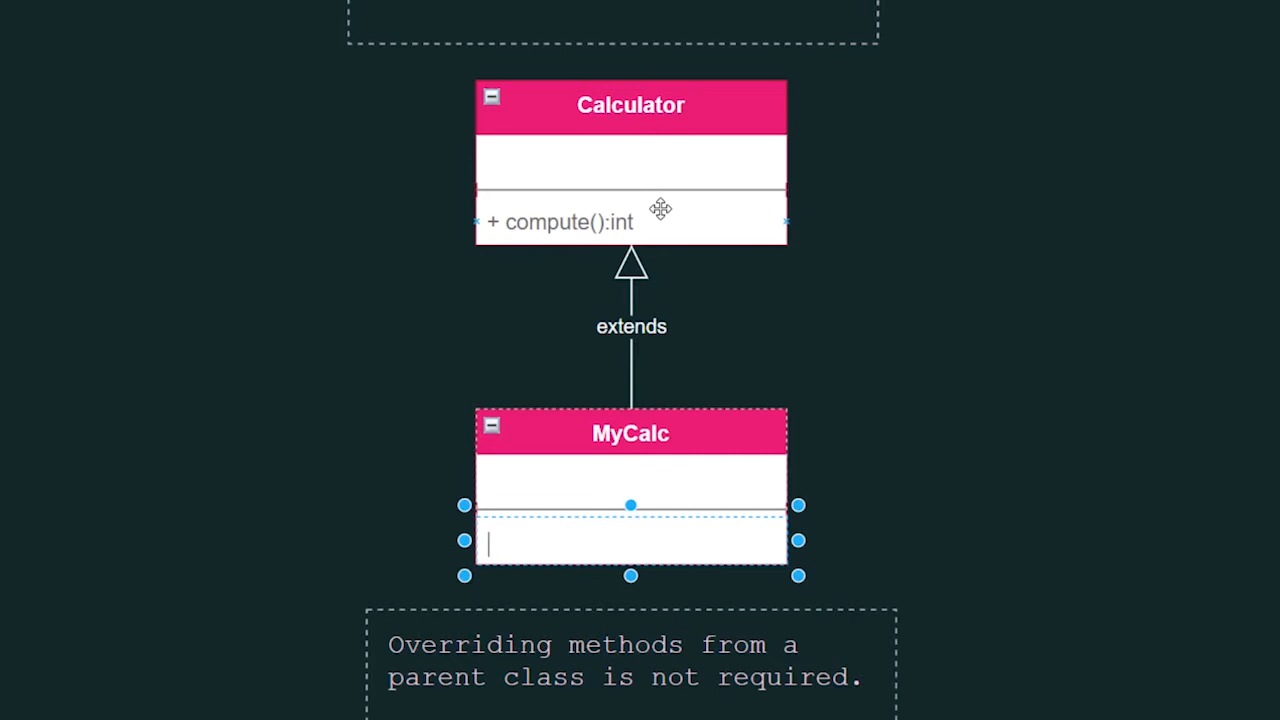 Calculator
+ compute():int
extends
MyCalc
Overriding methods from a
parent class is not required.